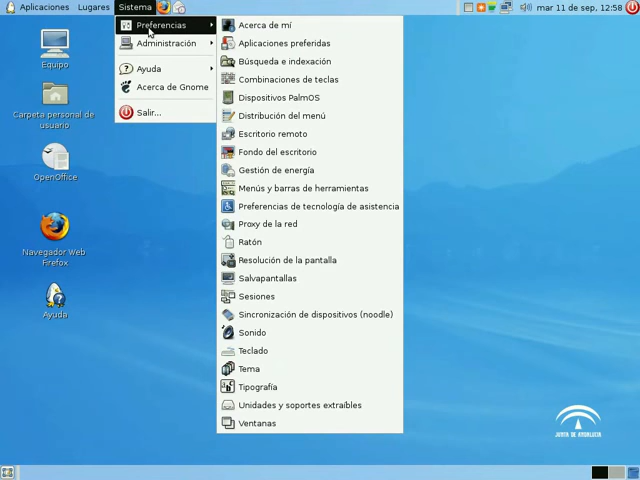 Aplicaciones Lugares Sistema
mar 11 de sep, 12:58
Preferencias
Administración
Ayuda
Acerca de Gnome
Salir...
Acerca de mí
Aplicaciones preferidas
Búsqueda e indexación
Combinaciones de teclas
Dispositivos PalmOS
Distribución del menú
Escritorio remoto
Fondo del escritorio
Gestión de energía
Menús y barras de herramientas
Preferencias de tecnología de asistencia
Proxy de la red
Ratón
Resolución de la pantalla
Salvapantallas
Sesiones
Sincronización de dispositivos (noodle)
Sonido
Teclado
Tema
Tipografía
Unidades y soportes extraíbles
Ventanas
Equipo
Carpeta personal de
usuario
OpenOffice
Navegador Web
Firefox
Ayuda
JUNTA DE ANDALUCIA